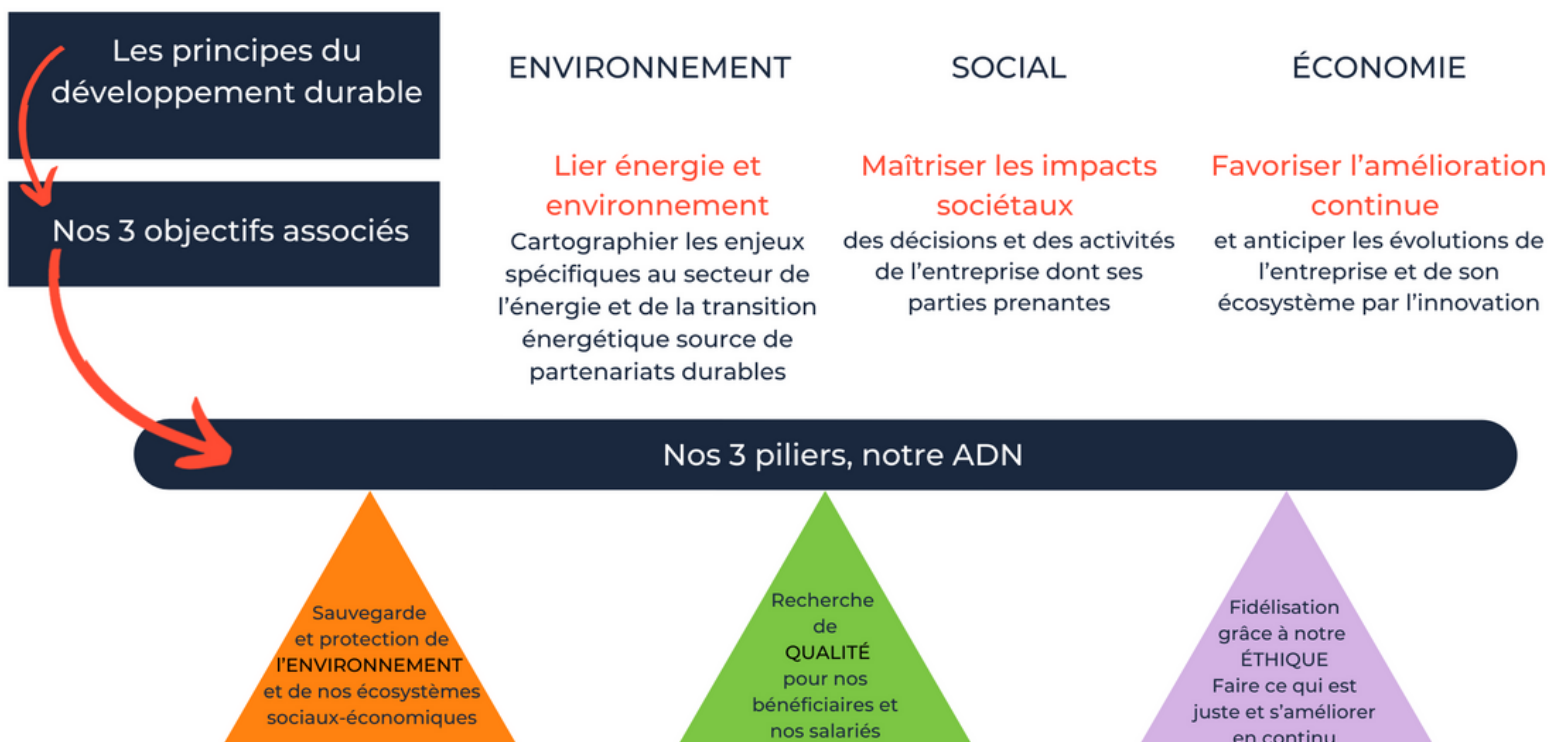 Les principes du
développement durable
ENVIRONNEMENT
SOCIAL
ÉCONOMIE
Nos 3 objectifs associés
Lier énergie et
environnement
Cartographier les enjeux
spécifiques au secteur de
l'énergie et de la transition
énergétique source de
partenariats durables
Maîtriser les impacts
sociétaux
des décisions et des activités
de l'entreprise dont ses
parties prenantes
Favoriser l'amélioration
continue
et anticiper les évolutions de
l'entreprise et de son
écosystème par l'innovation
Nos 3 piliers, notre ADN
Sauvegarde
et protection de
l'ENVIRONNEMENT
et de nos écosystèmes
sociaux-économiques
Recherche
de
QUALITÉ
pour nos
bénéficiaires et
nos salariés
Fidélisation
grâce à notre
ÉTHIQUE
Faire ce qui est
juste et s'améliorer
en continu